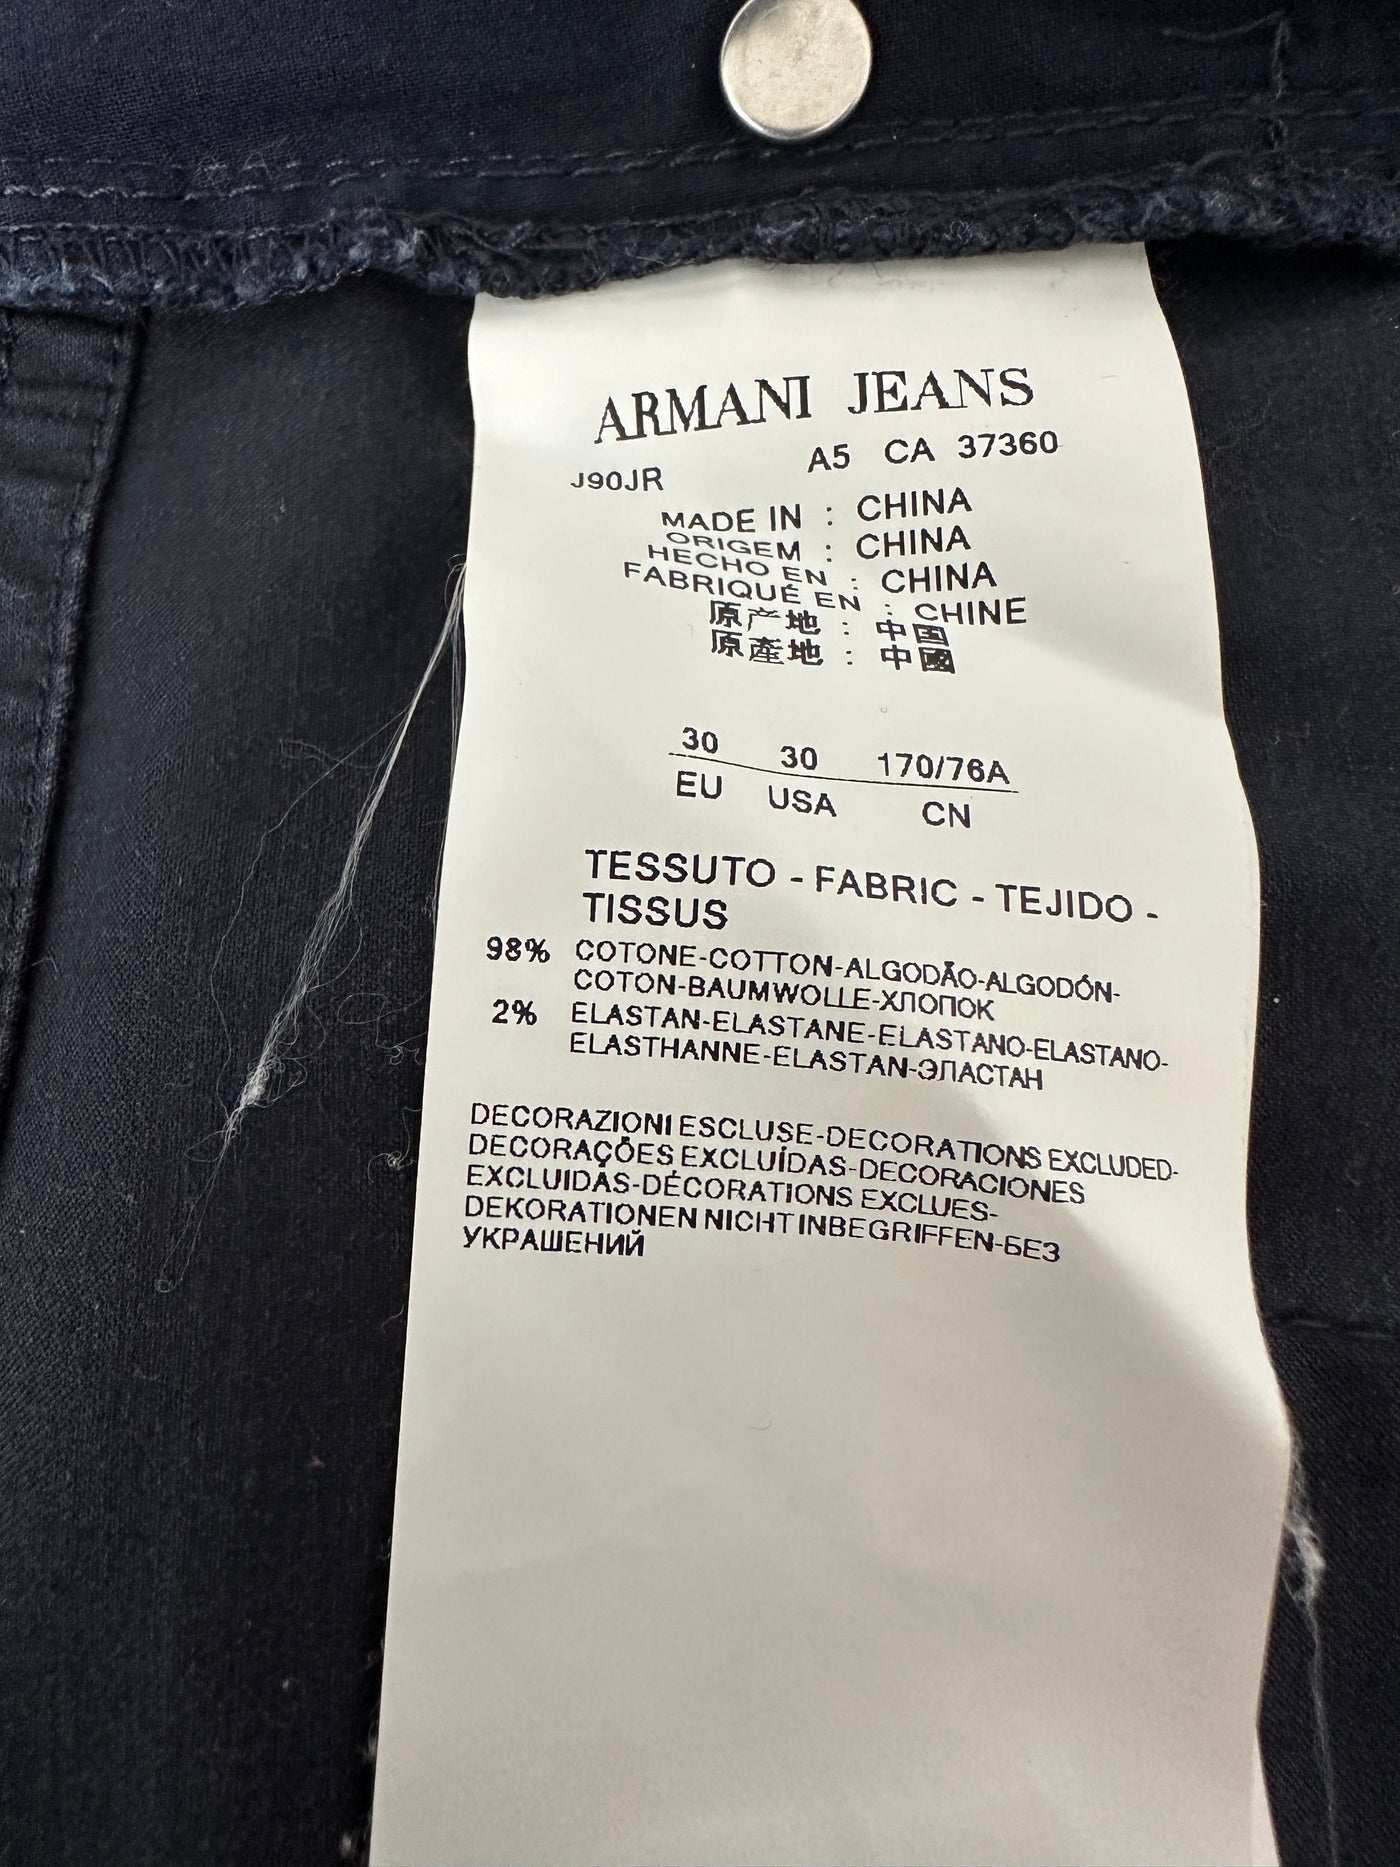 ARMANI JEANS
A5 CA 37360
J90JR
MADE IN : CHINA
ORIGEM : CHINA
HECHO EN : CHINA
FABRIQUÉ EN : CHINE
原产地 : 中国
原產地 : 中國
30 30 170/76A
EU USA CN
TESSUTO - FABRIC - TEJIDO -
TISSUS
98% COTONE-COTTON-ALGODÃO-ALGODÓN-
COTON-BAUMWOLLE-ХЛОПОК
2% ELASTAN-ELASTANE-ELASTANO-ELASTANO-
ELASTHANNE-ELASTAN-ЭЛАСТАН
DECORAZIONI ESCLUSE-DECORATIONS EXCLUDED-
DECORAÇÕES EXCLUÍDAS-DECORACIONES
EXCLUIDAS-DÉCORATIONS EXCLUES-
DEKORATIONEN NICHT INBEGRIFFEN-БЕЗ
УКРАШЕНИЙ